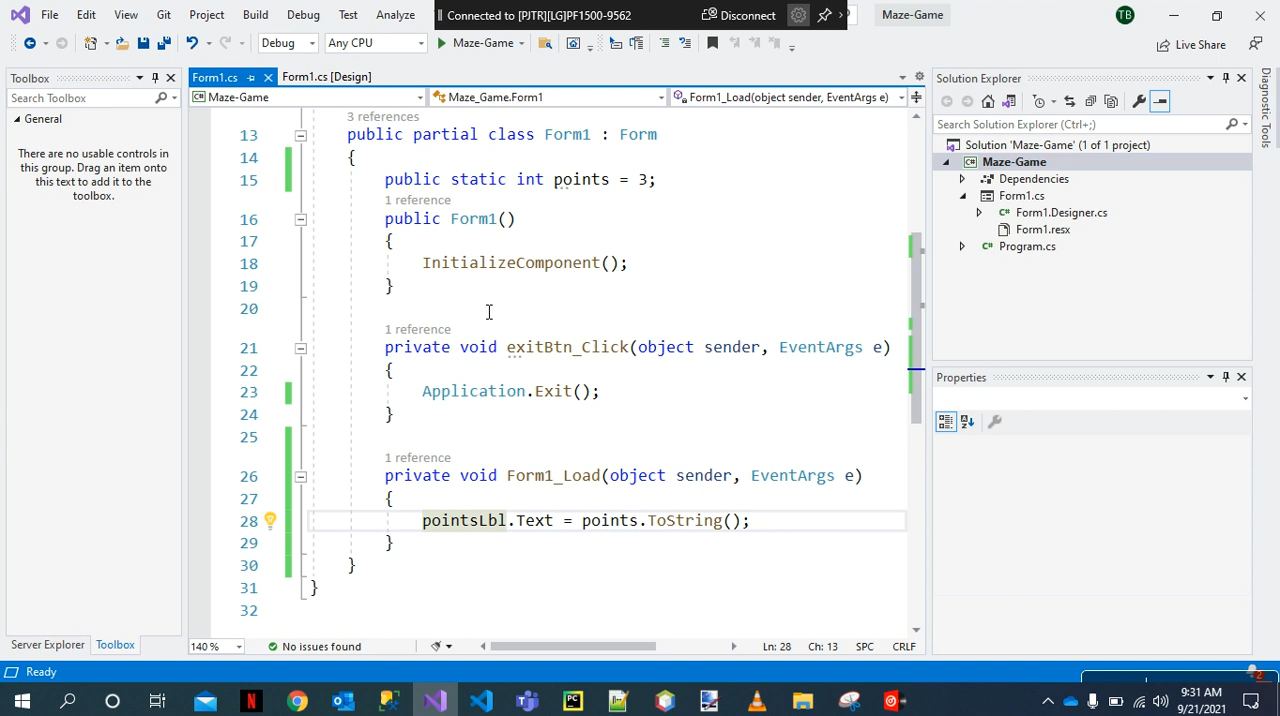 File Edit View Git Project Build Debug Test Analyze
Connected to [PJTR][LG]PF1500-9562 Disconnect
Maze-Game
TB
Debug Any CPU Maze-Game
Live Share
Toolbox
Search Toolbox
General
There are no usable controls in this group. Drag an item onto this text to add it to the toolbox.
Server Explorer Toolbox
Form1.cs Form1.cs [Design]
Maze-Game Maze_Game.Form1 Form1_Load(object sender, EventArgs e)
3 references
13 public partial class Form1 : Form
14 {
15 public static int points = 3;
1 reference
16 public Form1()
17 {
18 InitializeComponent();
19 }
20
1 reference
21 private void exitBtn_Click(object sender, EventArgs e)
22 {
23 Application.Exit();
24 }
25
1 reference
26 private void Form1_Load(object sender, EventArgs e)
27 {
28 pointsLbl.Text = points.ToString();
29 }
30 }
31 }
32
140 % No issues found Ln: 28 Ch: 13 SPC CRLF
Solution Explorer
Search Solution Explorer (Ctrl+;)
Solution 'Maze-Game' (1 of 1 project)
C# Maze-Game
Dependencies
Form1.cs
C# Form1.Designer.cs
Form1.resx
C# Program.cs
Properties
Diagnostic Tools
Ready
2
9:31 AM
9/21/2021